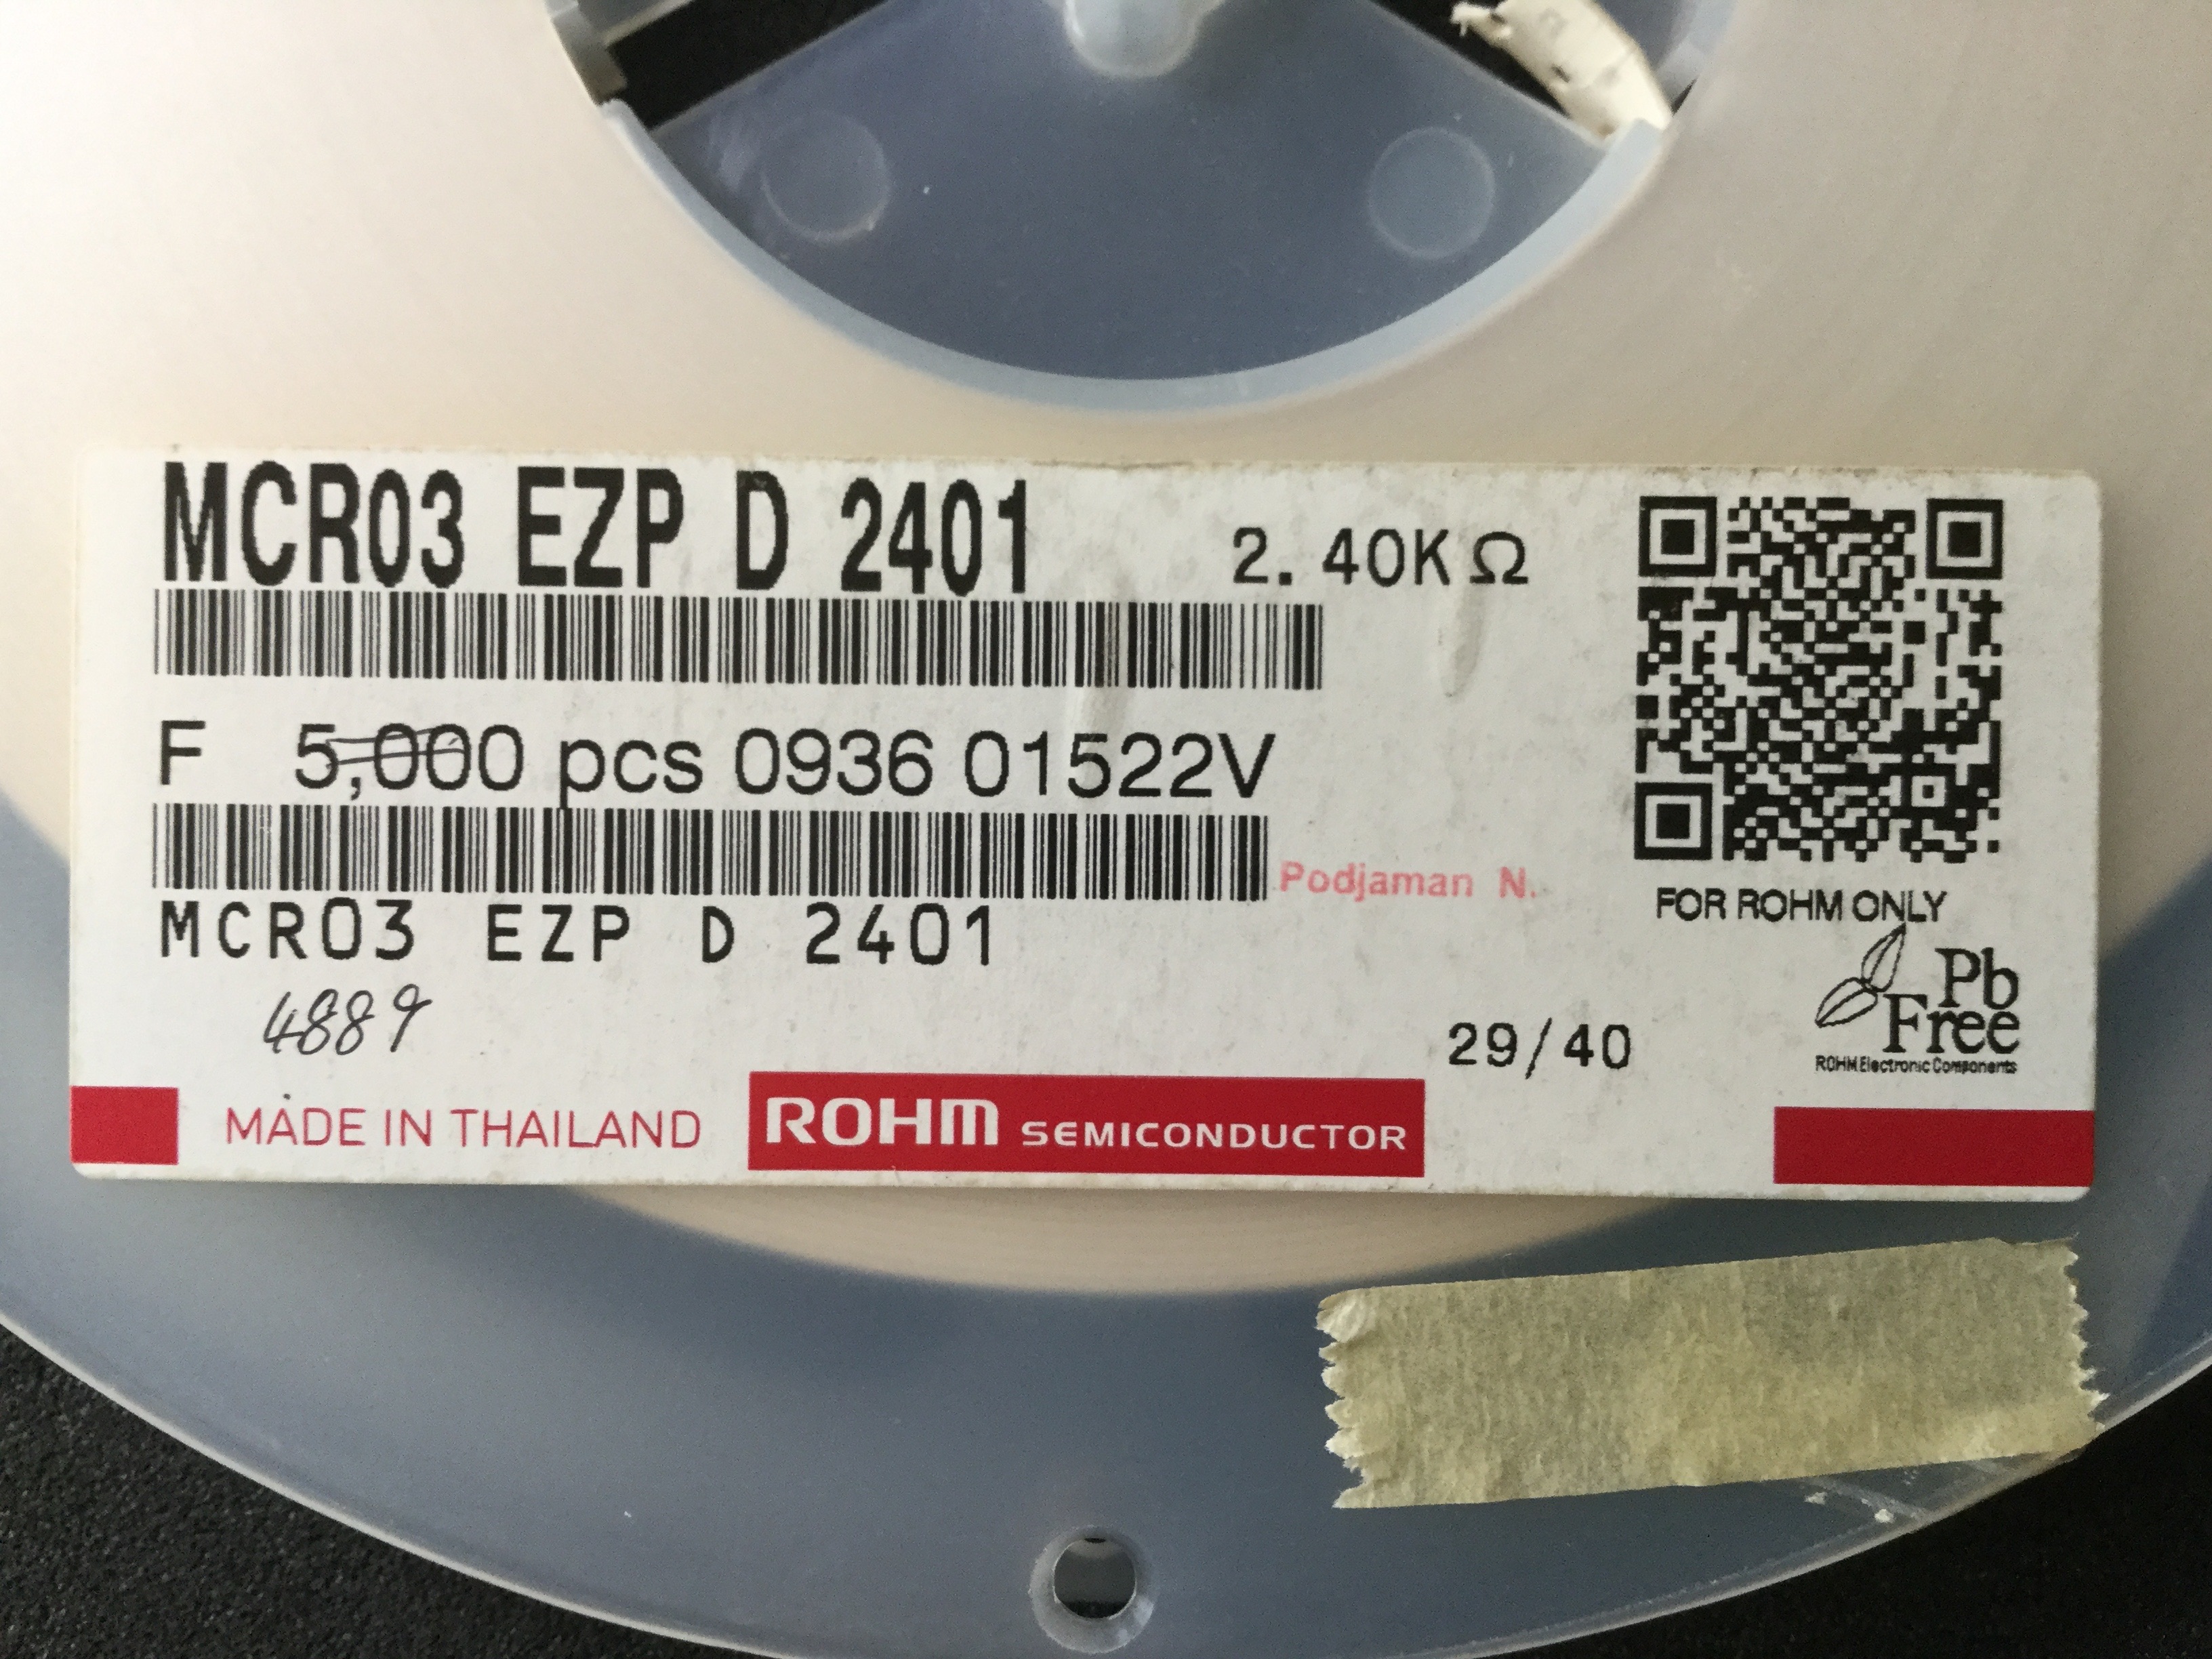 MCR03 EZP D 2401 2.40KΩ
F 5,000 pcs 0936 01522V
Podjaman N.
MCR03 EZP D 2401
FOR ROHM ONLY
4889
29/40
Pb
Free
ROHM Electronic Components
MADE IN THAILAND
ROHM SEMICONDUCTOR